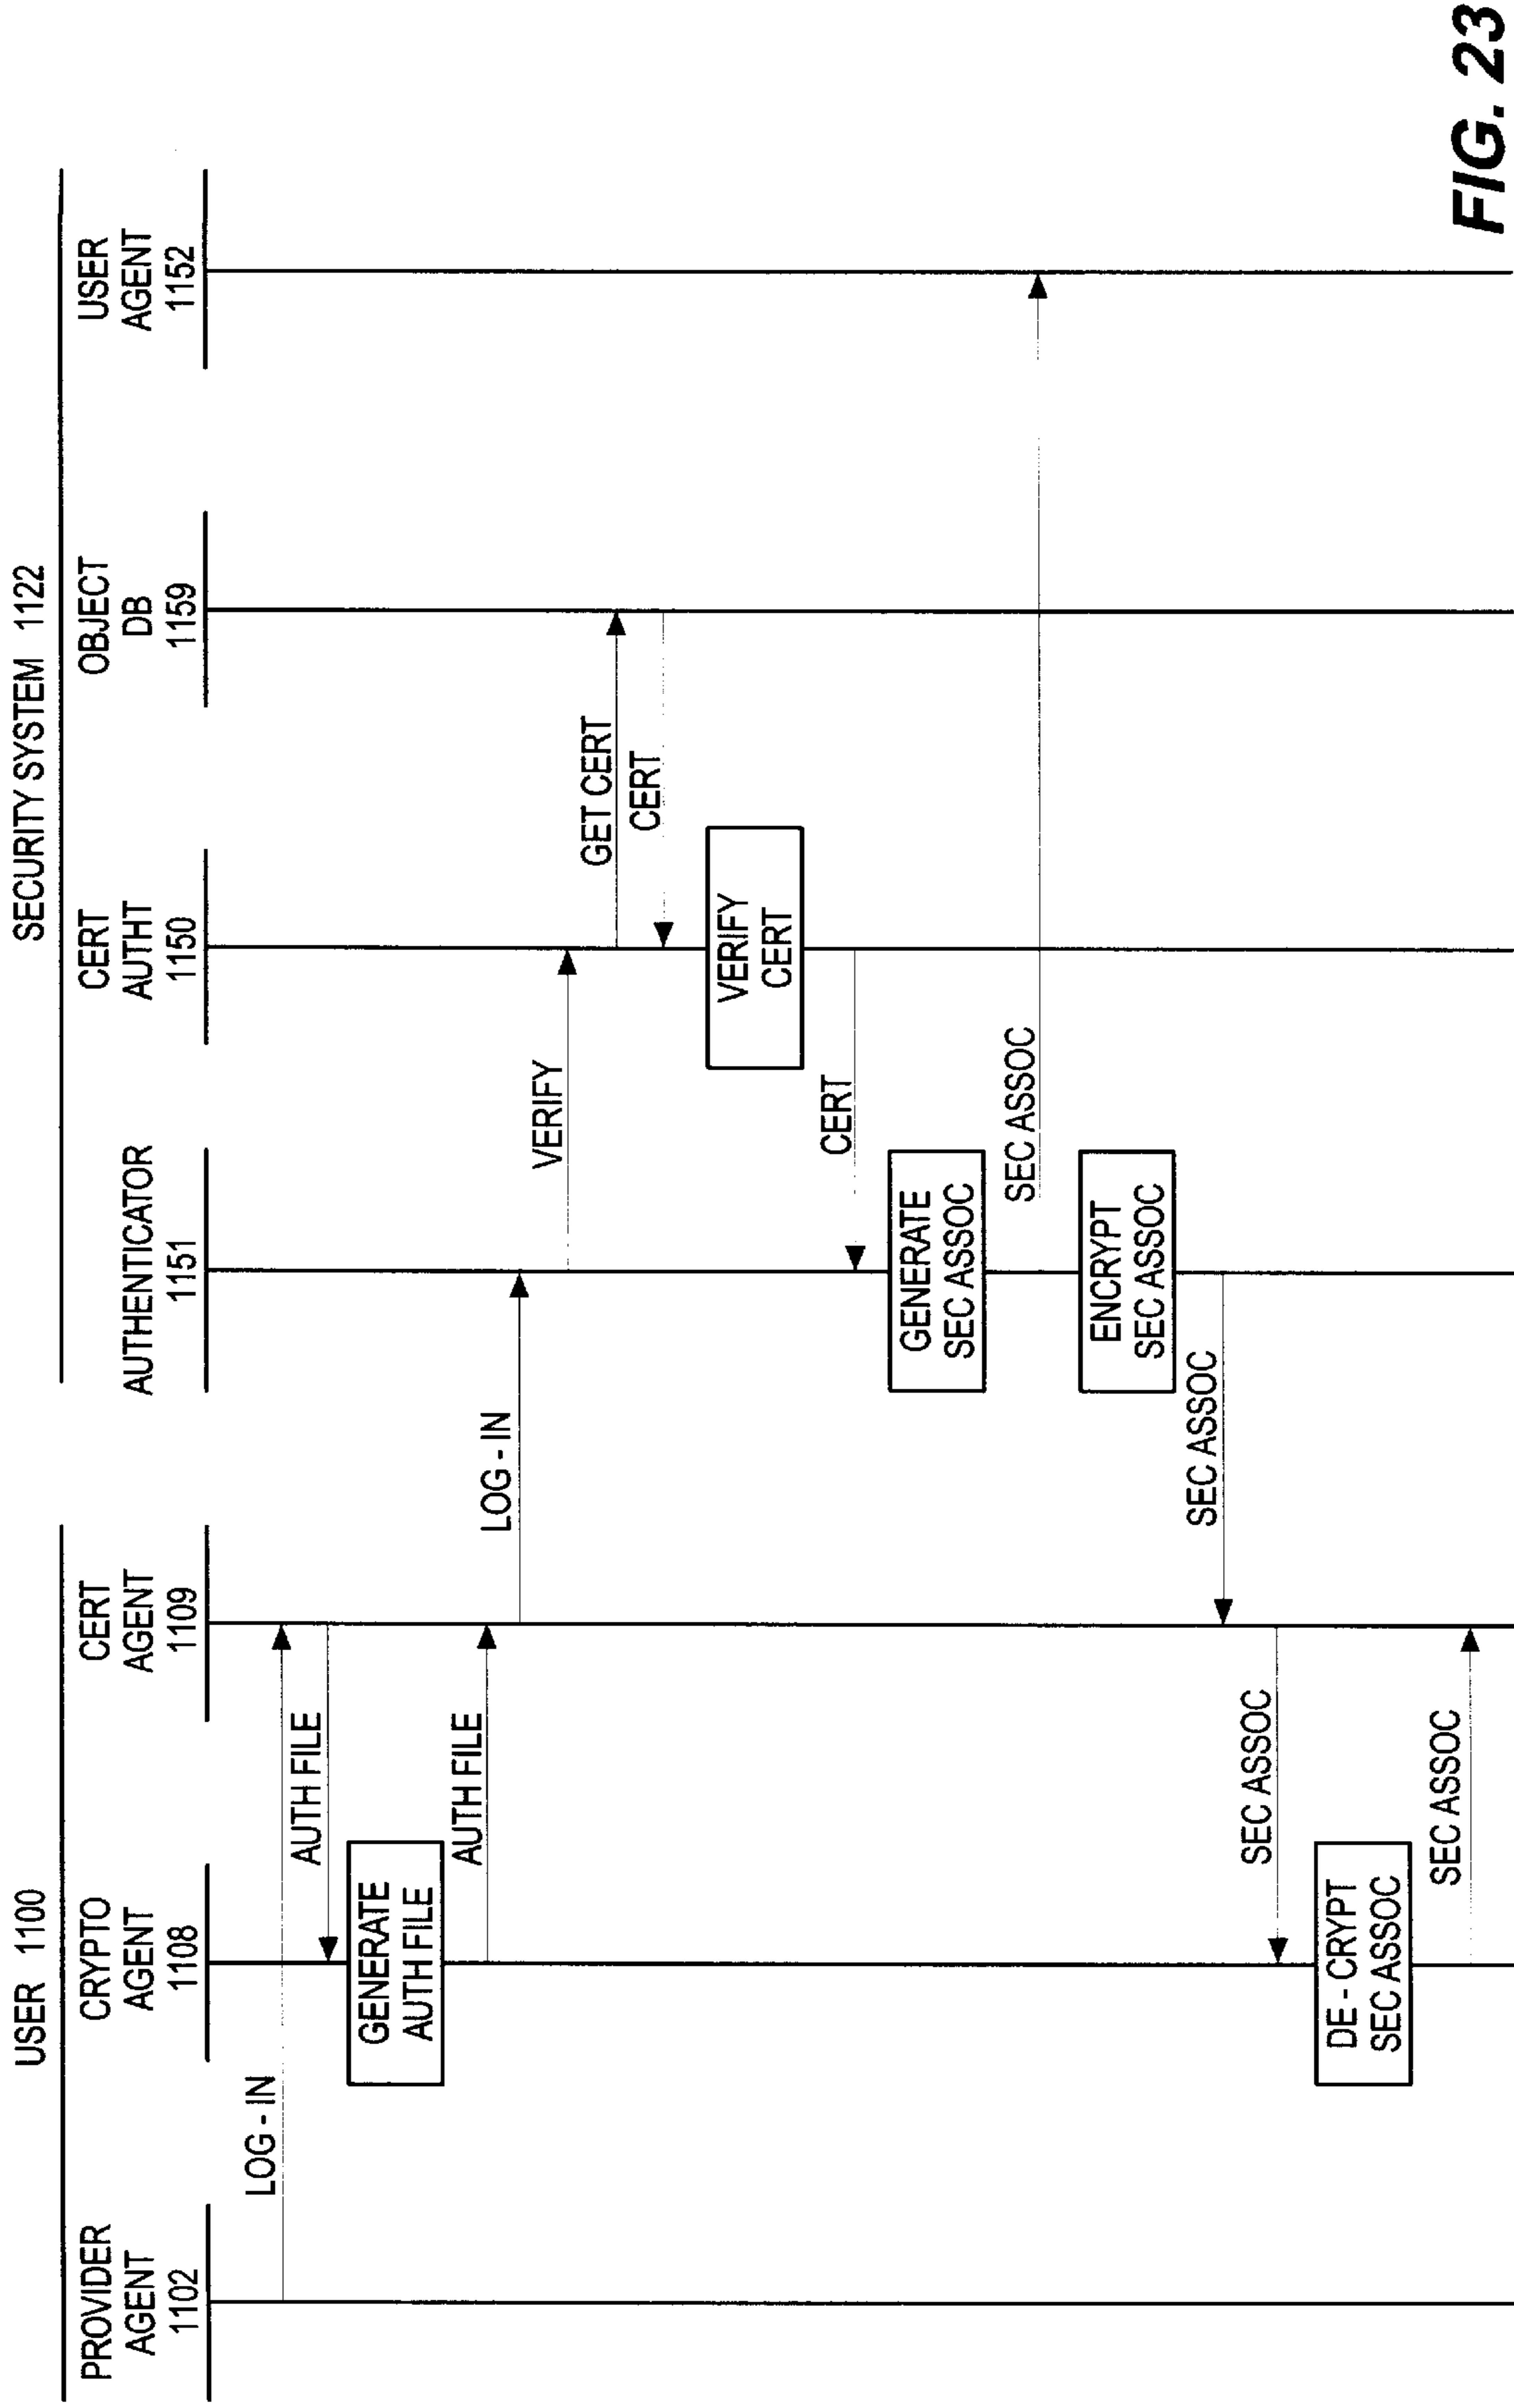 USER 1100
SECURITY SYSTEM 1122
PROVIDER
AGENT
1102
CRYPTO
AGENT
1108
CERT
AGENT
1109
AUTHENTICATOR
1151
CERT
AUTHT
1150
OBJECT
DB
1159
USER
AGENT
1152
LOG - IN
AUTH FILE
GENERATE
AUTH FILE
AUTH FILE
LOG - IN
VERIFY
GET CERT
CERT
VERIFY
CERT
CERT
GENERATE
SEC ASSOC
SEC ASSOC
ENCRYPT
SEC ASSOC
SEC ASSOC
SEC ASSOC
DE - CRYPT
SEC ASSOC
SEC ASSOC
FIG. 23